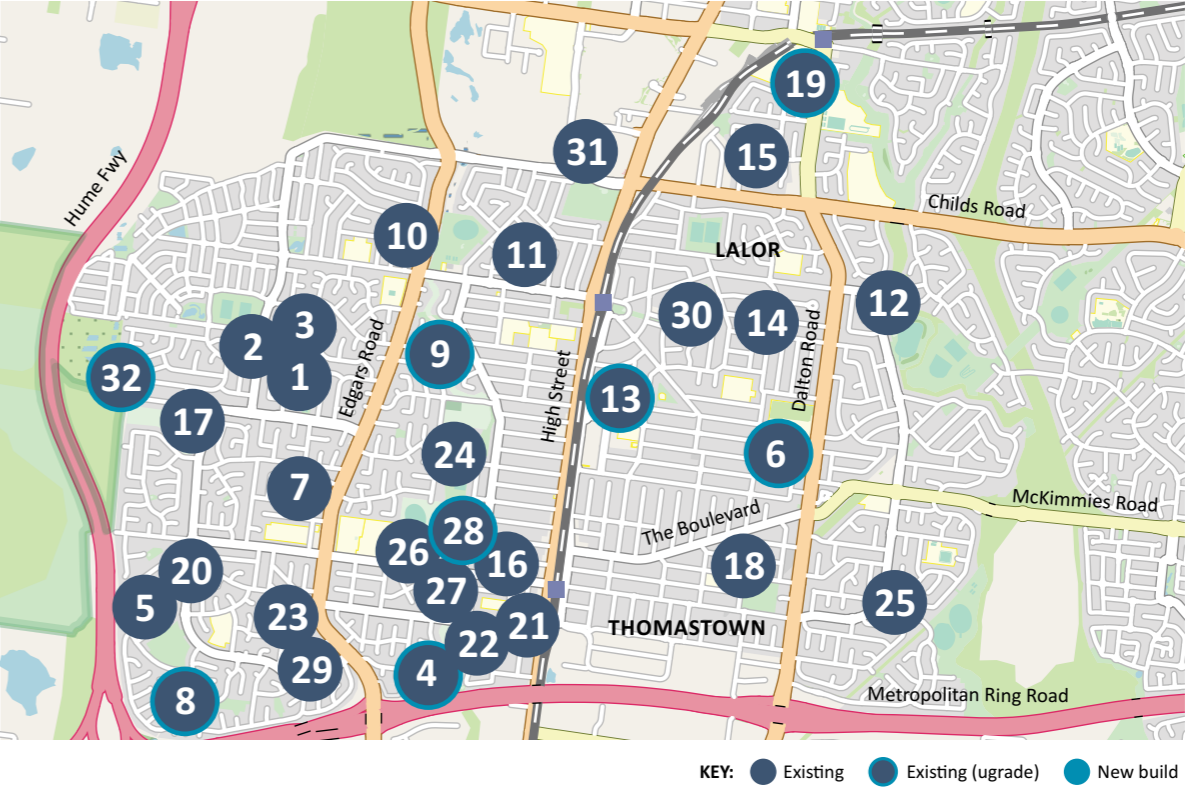 19
31
15
Hume Fwy
Childs Road
10
11
LALOR
12
3
30
14
2
9
32
1
Edgars Road
High Street
13
Dalton Road
17
24
6
7
McKimmies Road
The Boulevard
28
26
16
18
20
27
5
23
25
21
THOMASTOWN
22
29
4
8
Metropolitan Ring Road
KEY: Existing Existing (ugrade) New build